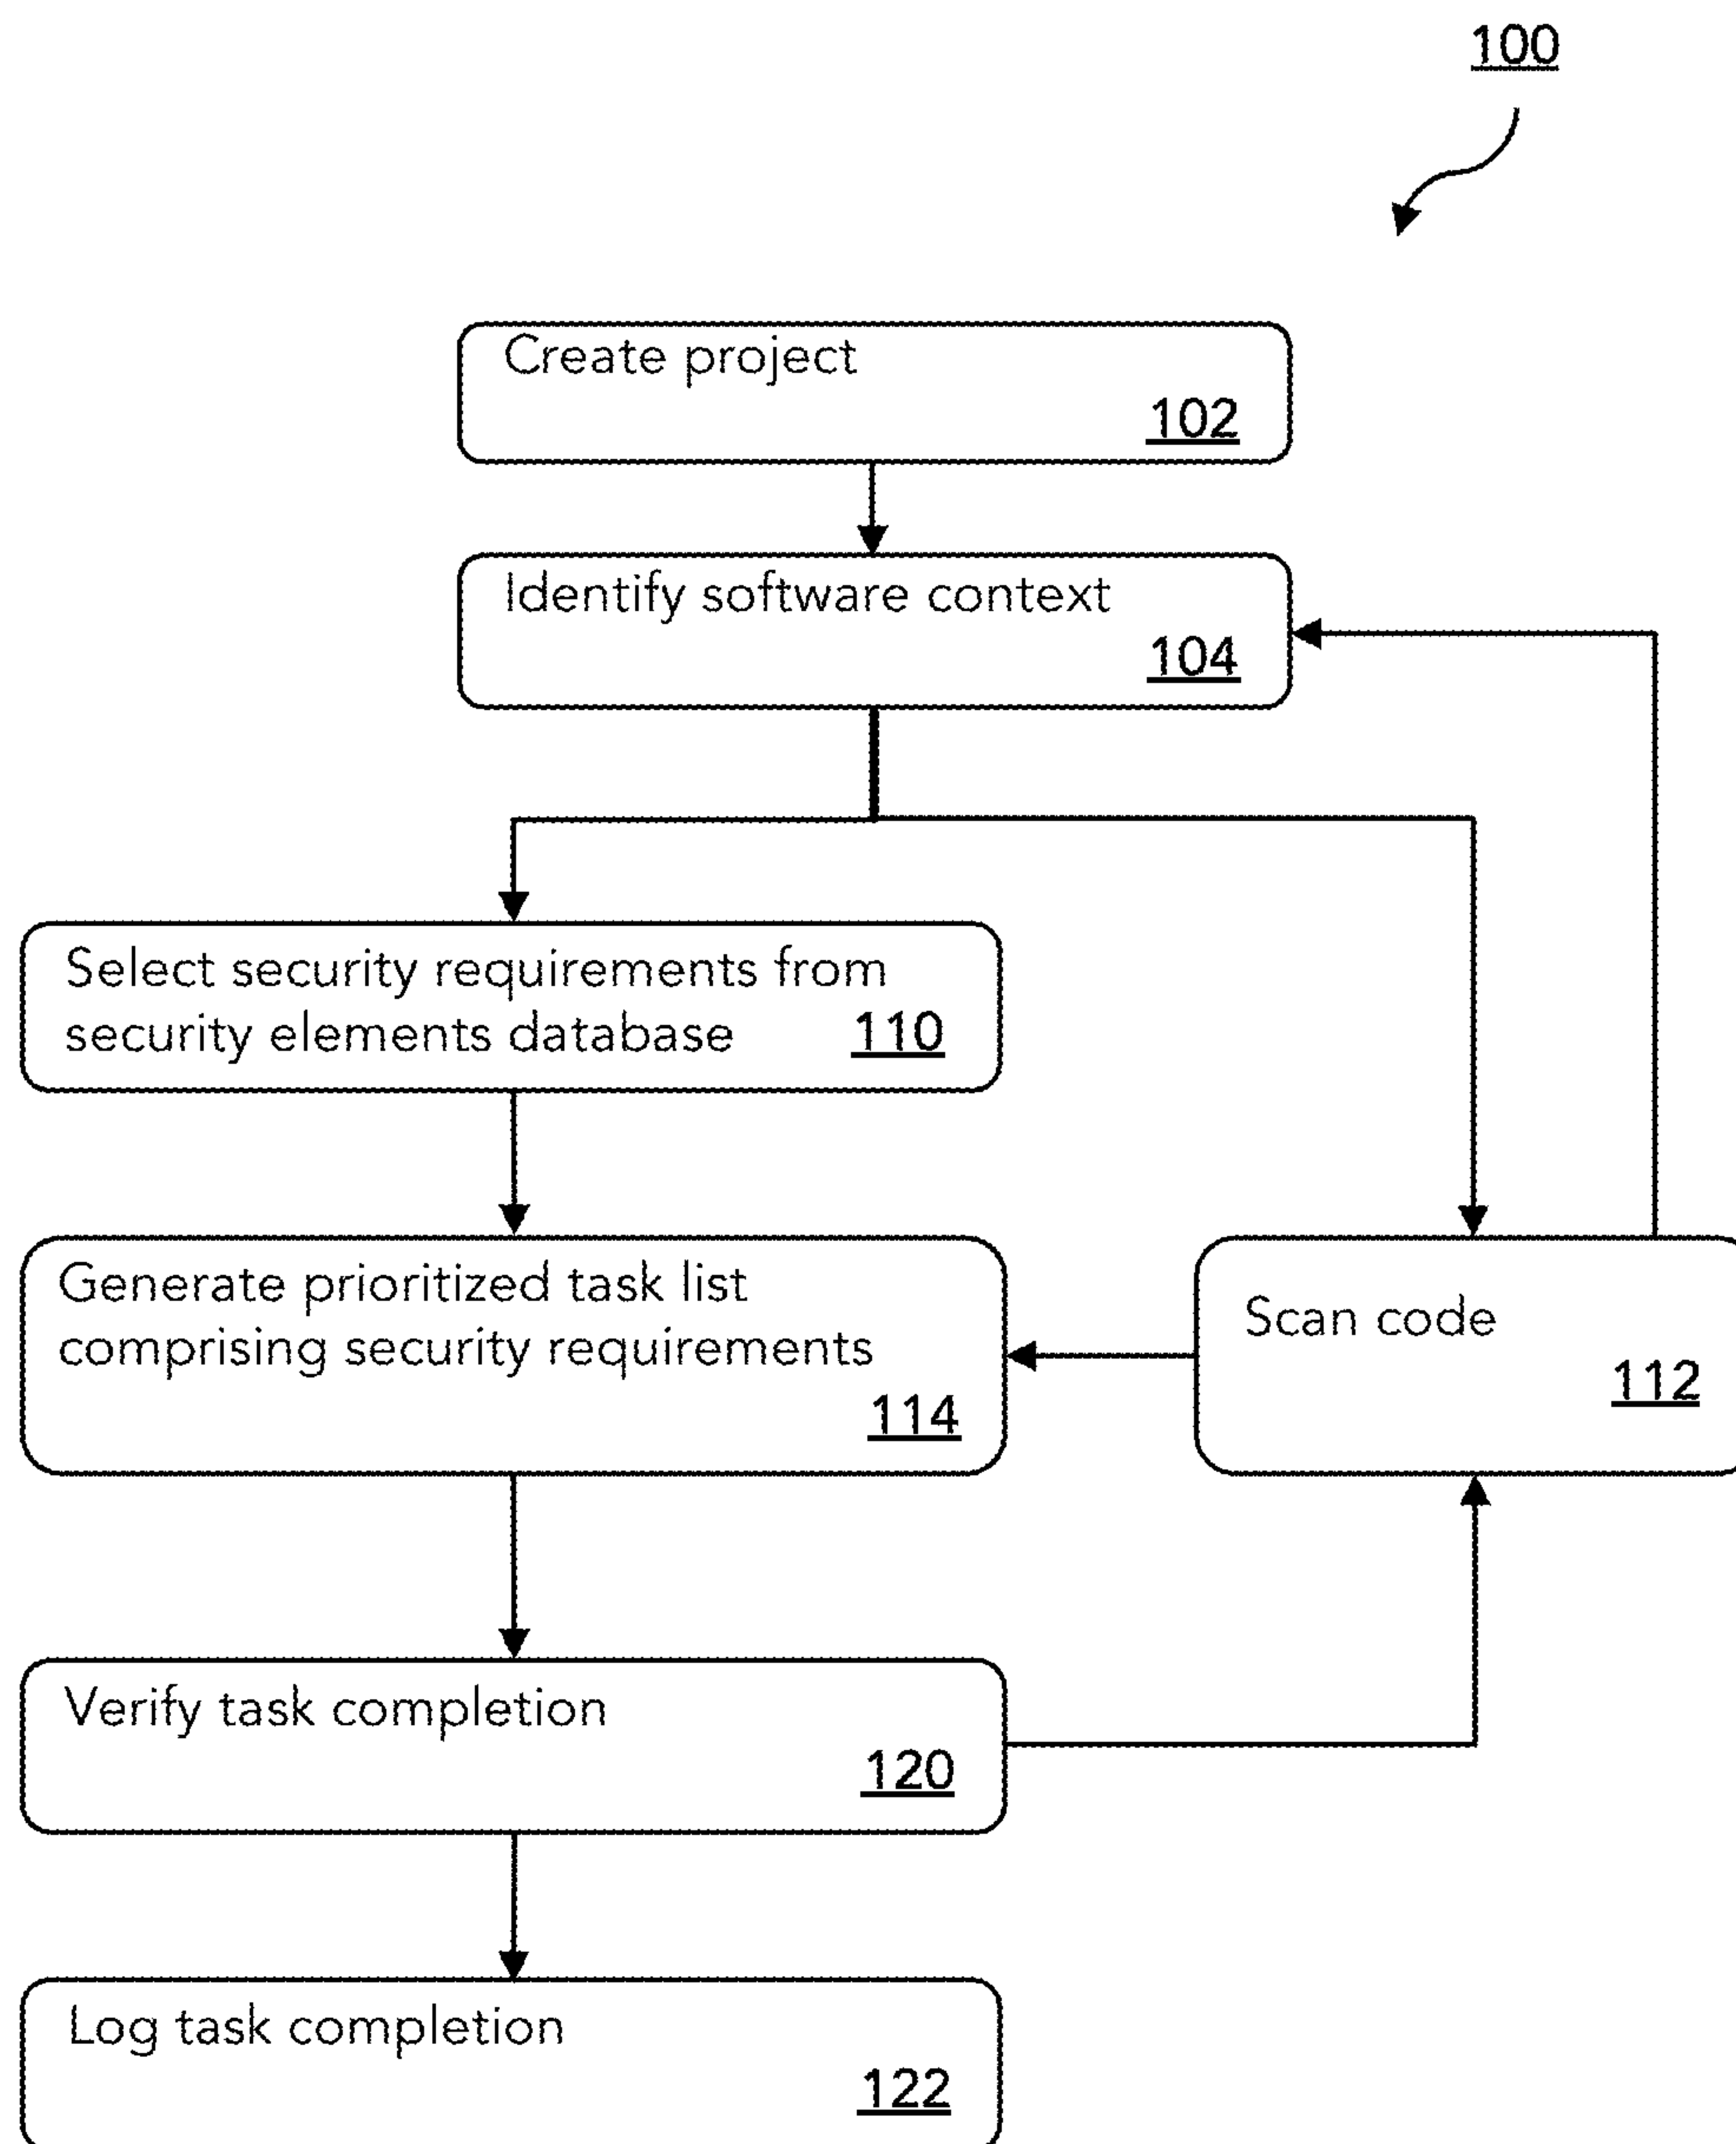 100
Create project
102
Identify software context
104
Select security requirements from
security elements database 110
Generate prioritized task list
comprising security requirements
114
Scan code
112
Verify task completion
120
Log task completion
122